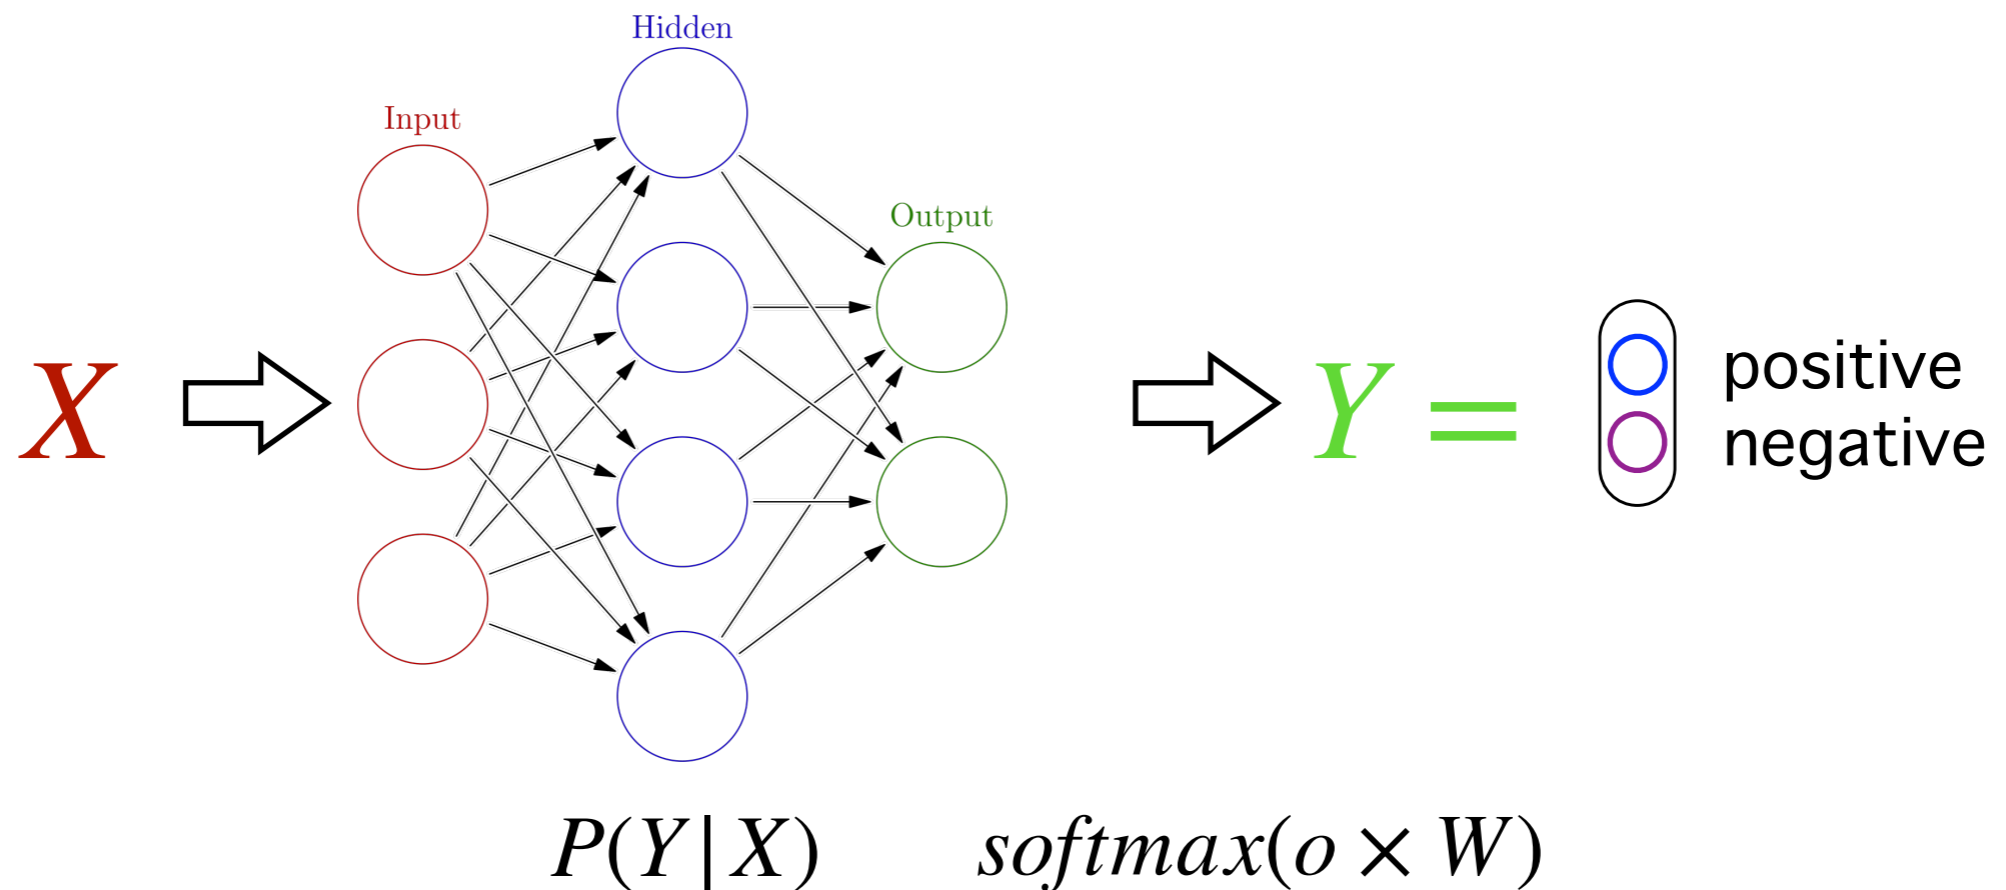 Hidden
Input
Output
X
Y =
positive
negative
P(Y|X)
softmax(o × W)